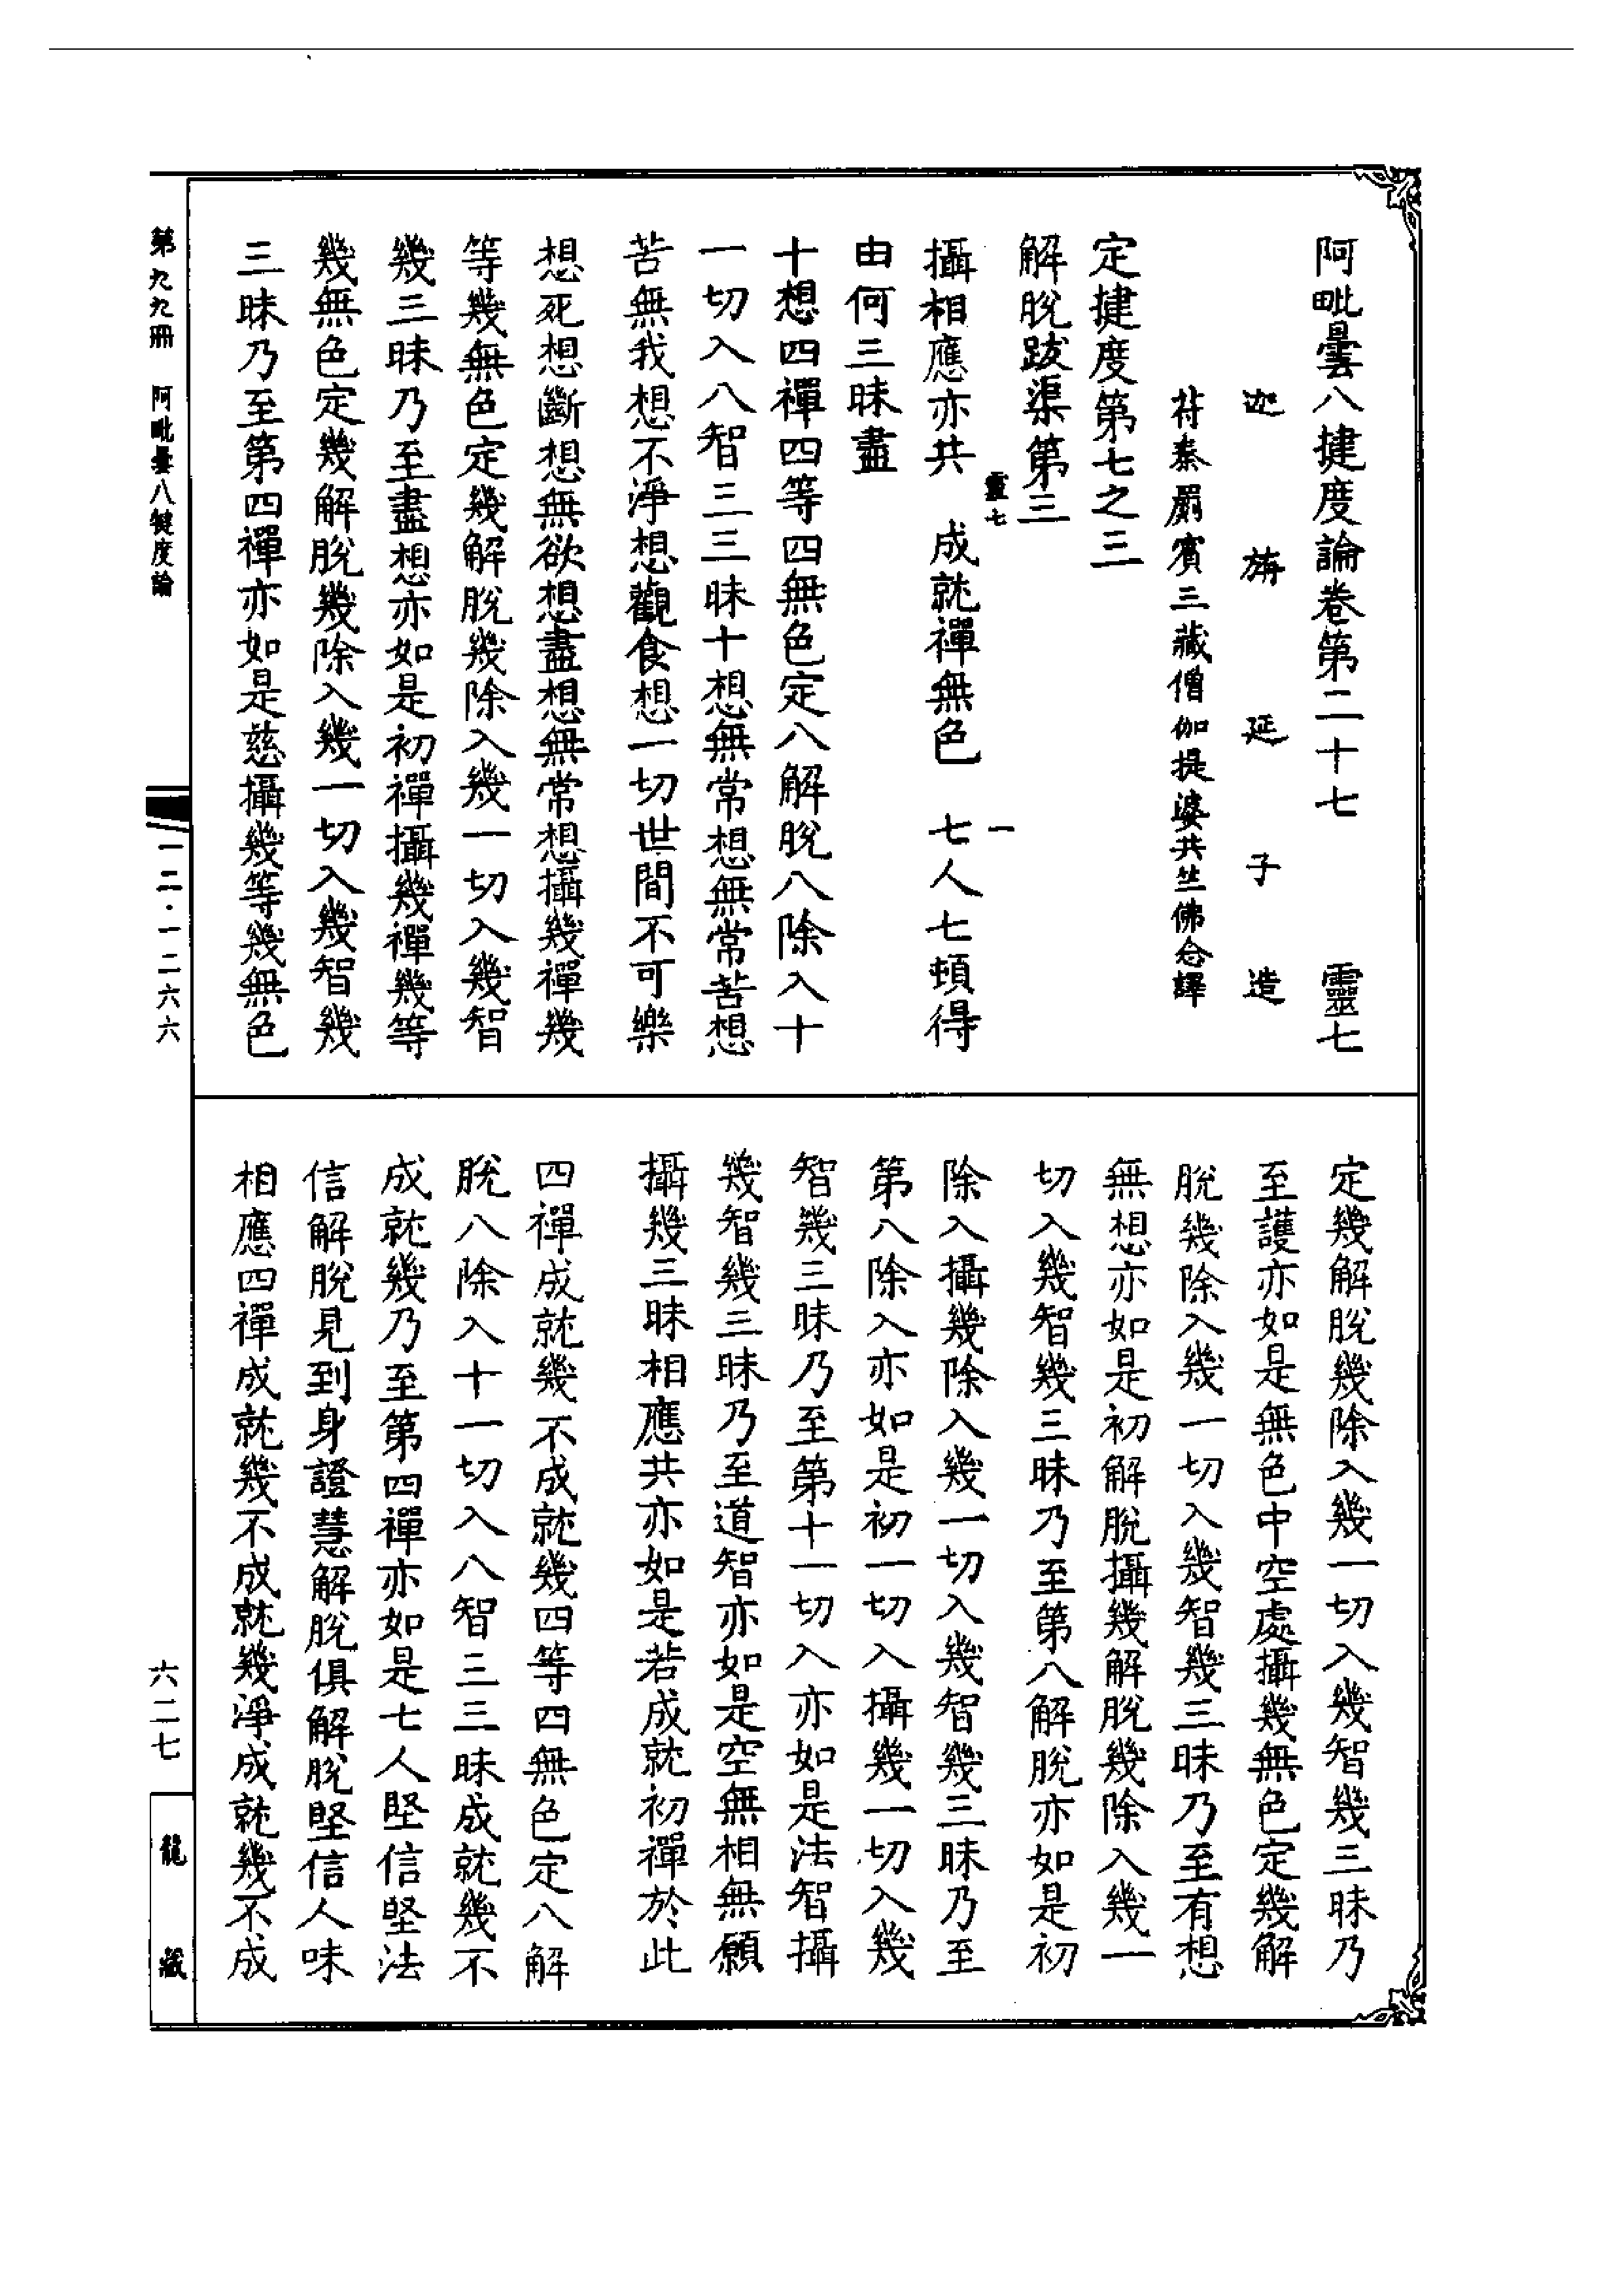 阿毗曇八揵度論卷第二十七　靈七
迦旃延子造
苻秦罽賓三藏僧伽提婆共竺佛念譯
定揵度第七之三
解脫跋渠第三
靈七　一
攝相應亦共　成就禪無色　七人七頓得
由何三昧盡
十想四禪四等四無色定八解脫八除入十
一切入八智三三昧十想無常想無常苦想
苦無我想不淨想觀食想一切世間不可樂
想死想斷想無欲想盡想無常想攝幾禪幾
等幾無色定幾解脫幾除入幾一切入幾智
幾三昧乃至盡想亦如是初禪攝幾禪幾等
幾無色定幾解脫幾除入幾一切入幾智幾
三昧乃至第四禪亦如是慈攝幾等幾無色
定幾解脫幾除入幾一切入幾智幾三昧乃
至護亦如是無色中空處攝幾無色定幾解
脫幾除入幾一切入幾智幾三昧乃至有想
無想亦如是初解脫攝幾解脫幾除入幾一
切入幾智幾三昧乃至第八解脫亦如是初
除入攝幾除入幾一切入幾智幾三昧乃至
第八除入亦如是初一切入攝幾一切入幾
智幾三昧乃至第十一切入亦如是法智攝
幾智幾三昧乃至道智亦如是空無相無願
攝幾三昧相應共亦如是若成就初禪於此
四禪成就幾不成就幾四等四無色定八解
脫八除入十一切入八智三三昧成就幾不
成就幾乃至第四禪亦如是七人堅信堅法
信解脫見到身證慧解脫俱解脫堅信人味
相應四禪成就幾不成就幾淨成就幾不成
第九九冊　阿毗曇八犍度論
一二·一二六六
六二七
龍藏